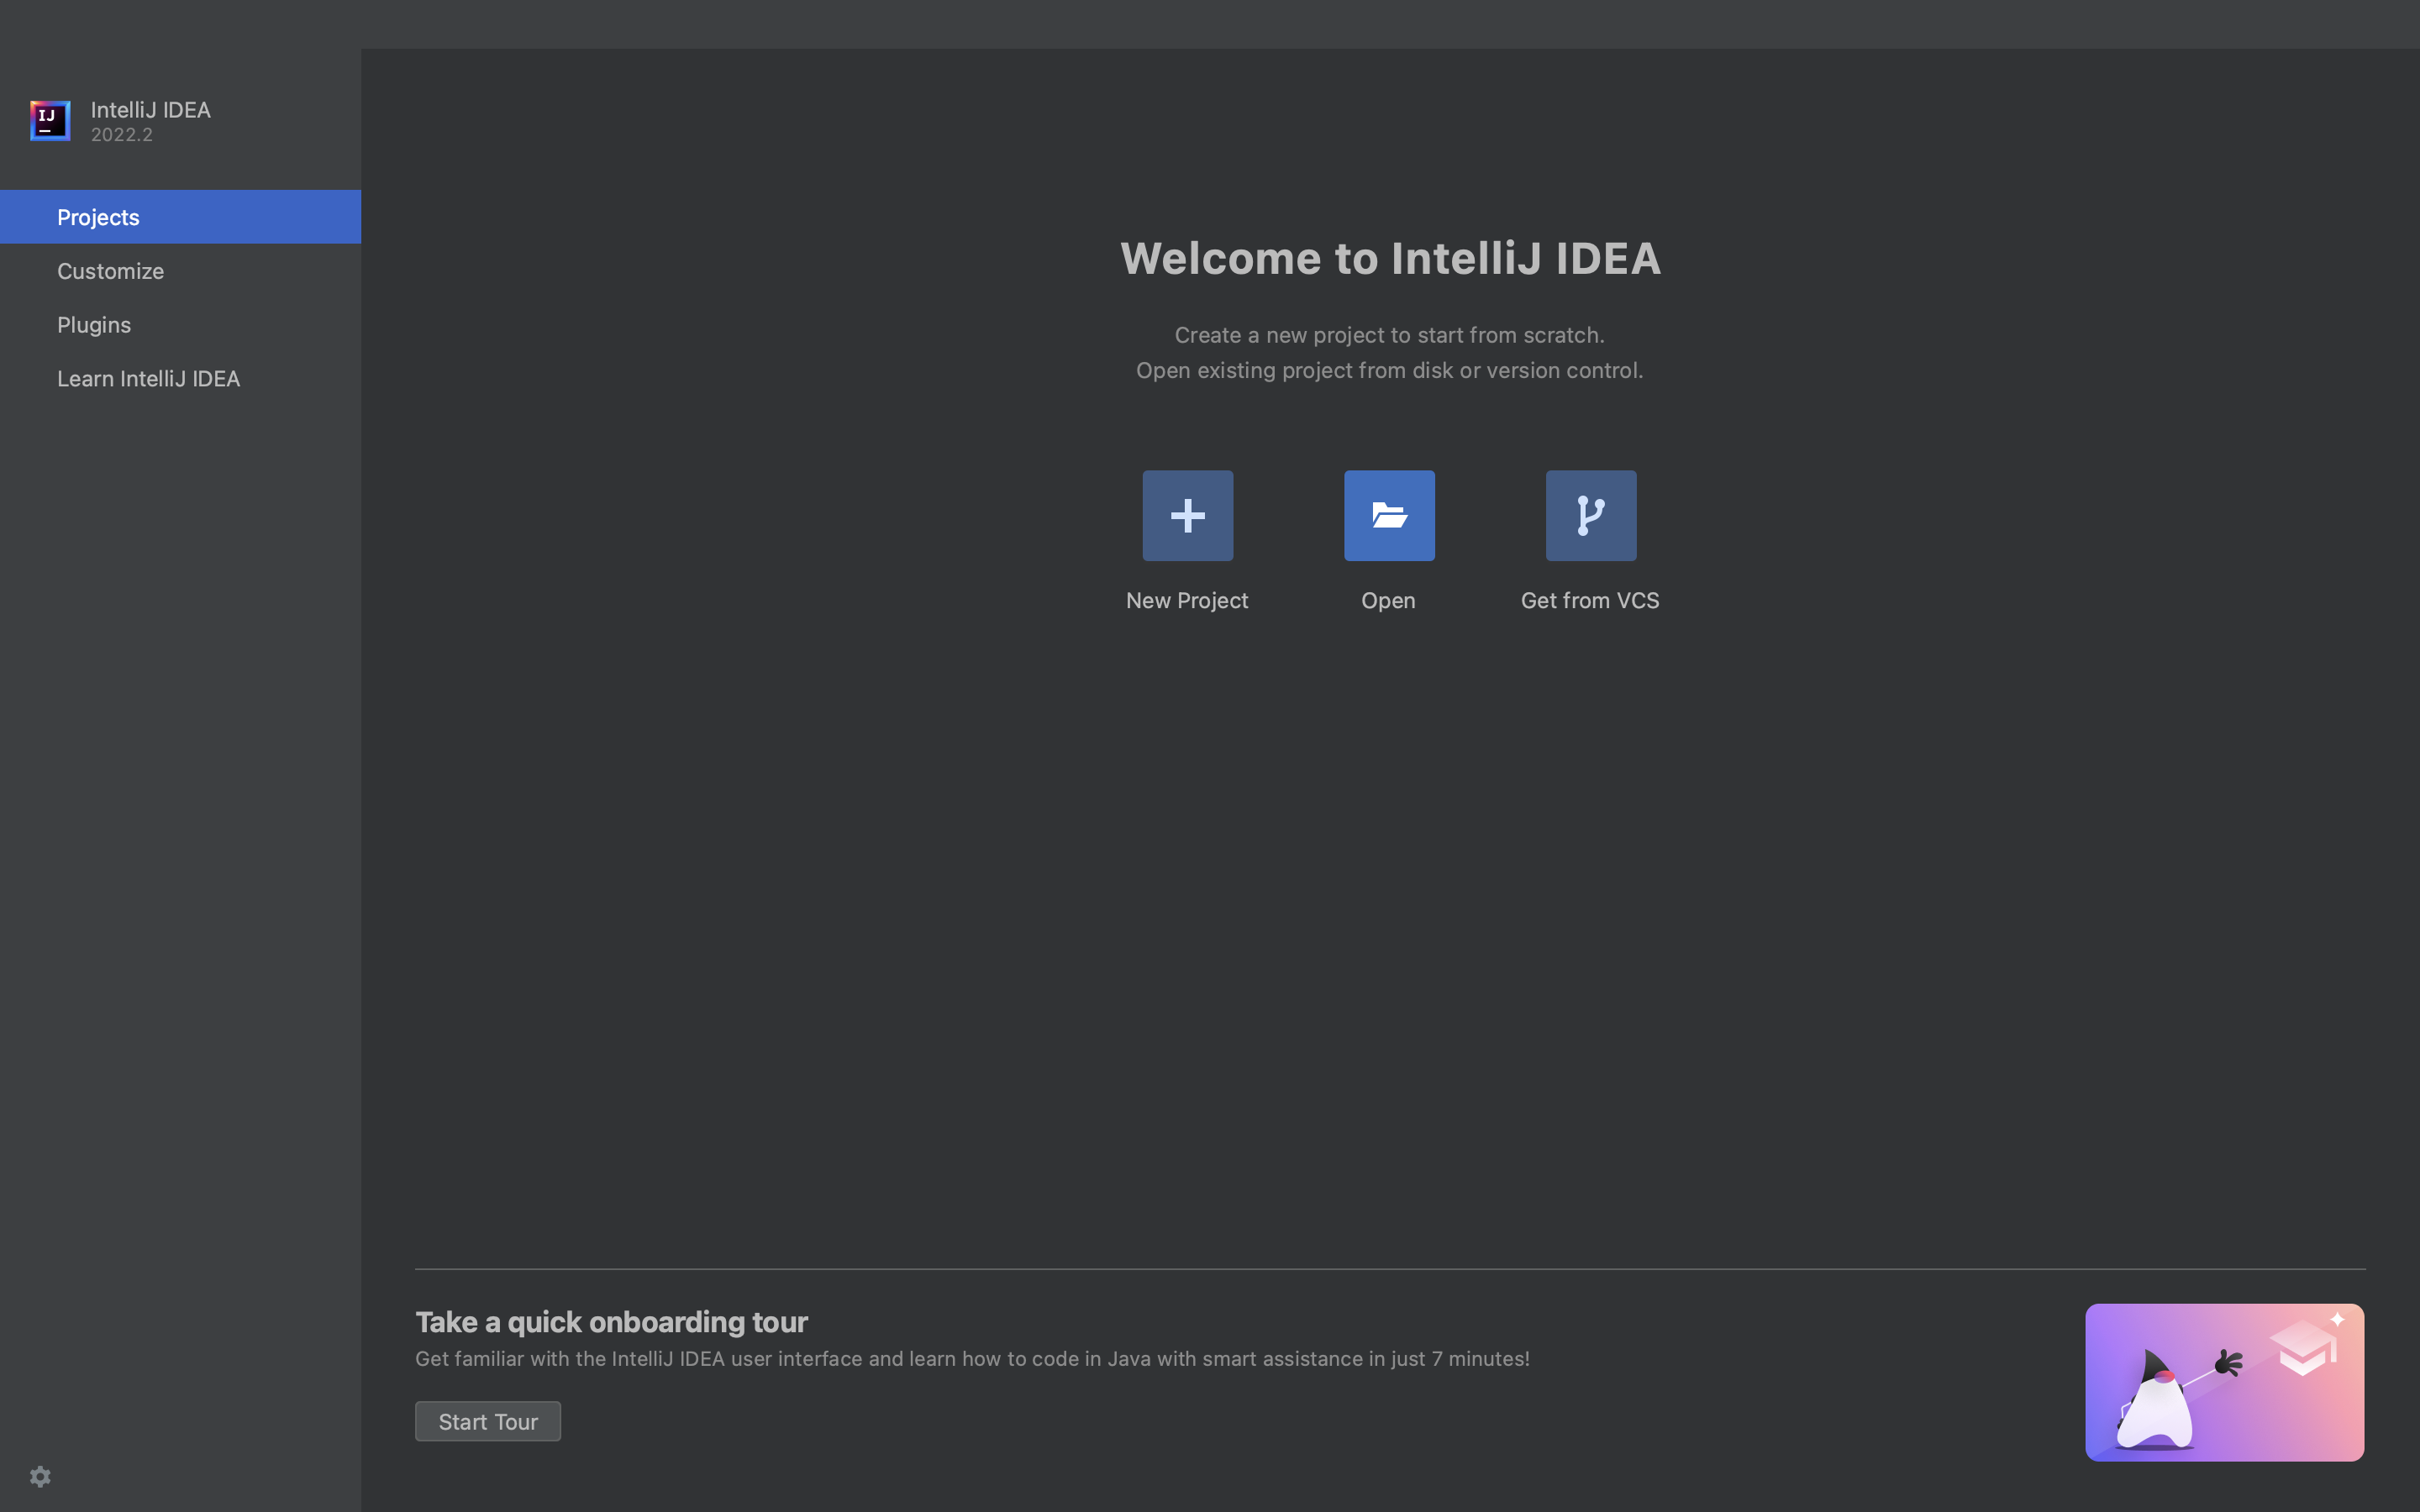 IJ
IntelliJ IDEA
2022.2
Projects
Customize
Plugins
Learn IntelliJ IDEA
Welcome to IntelliJ IDEA
Create a new project to start from scratch.
Open existing project from disk or version control.
New Project
Open
Get from VCS
Take a quick onboarding tour
Get familiar with the IntelliJ IDEA user interface and learn how to code in Java with smart assistance in just 7 minutes!
Start Tour